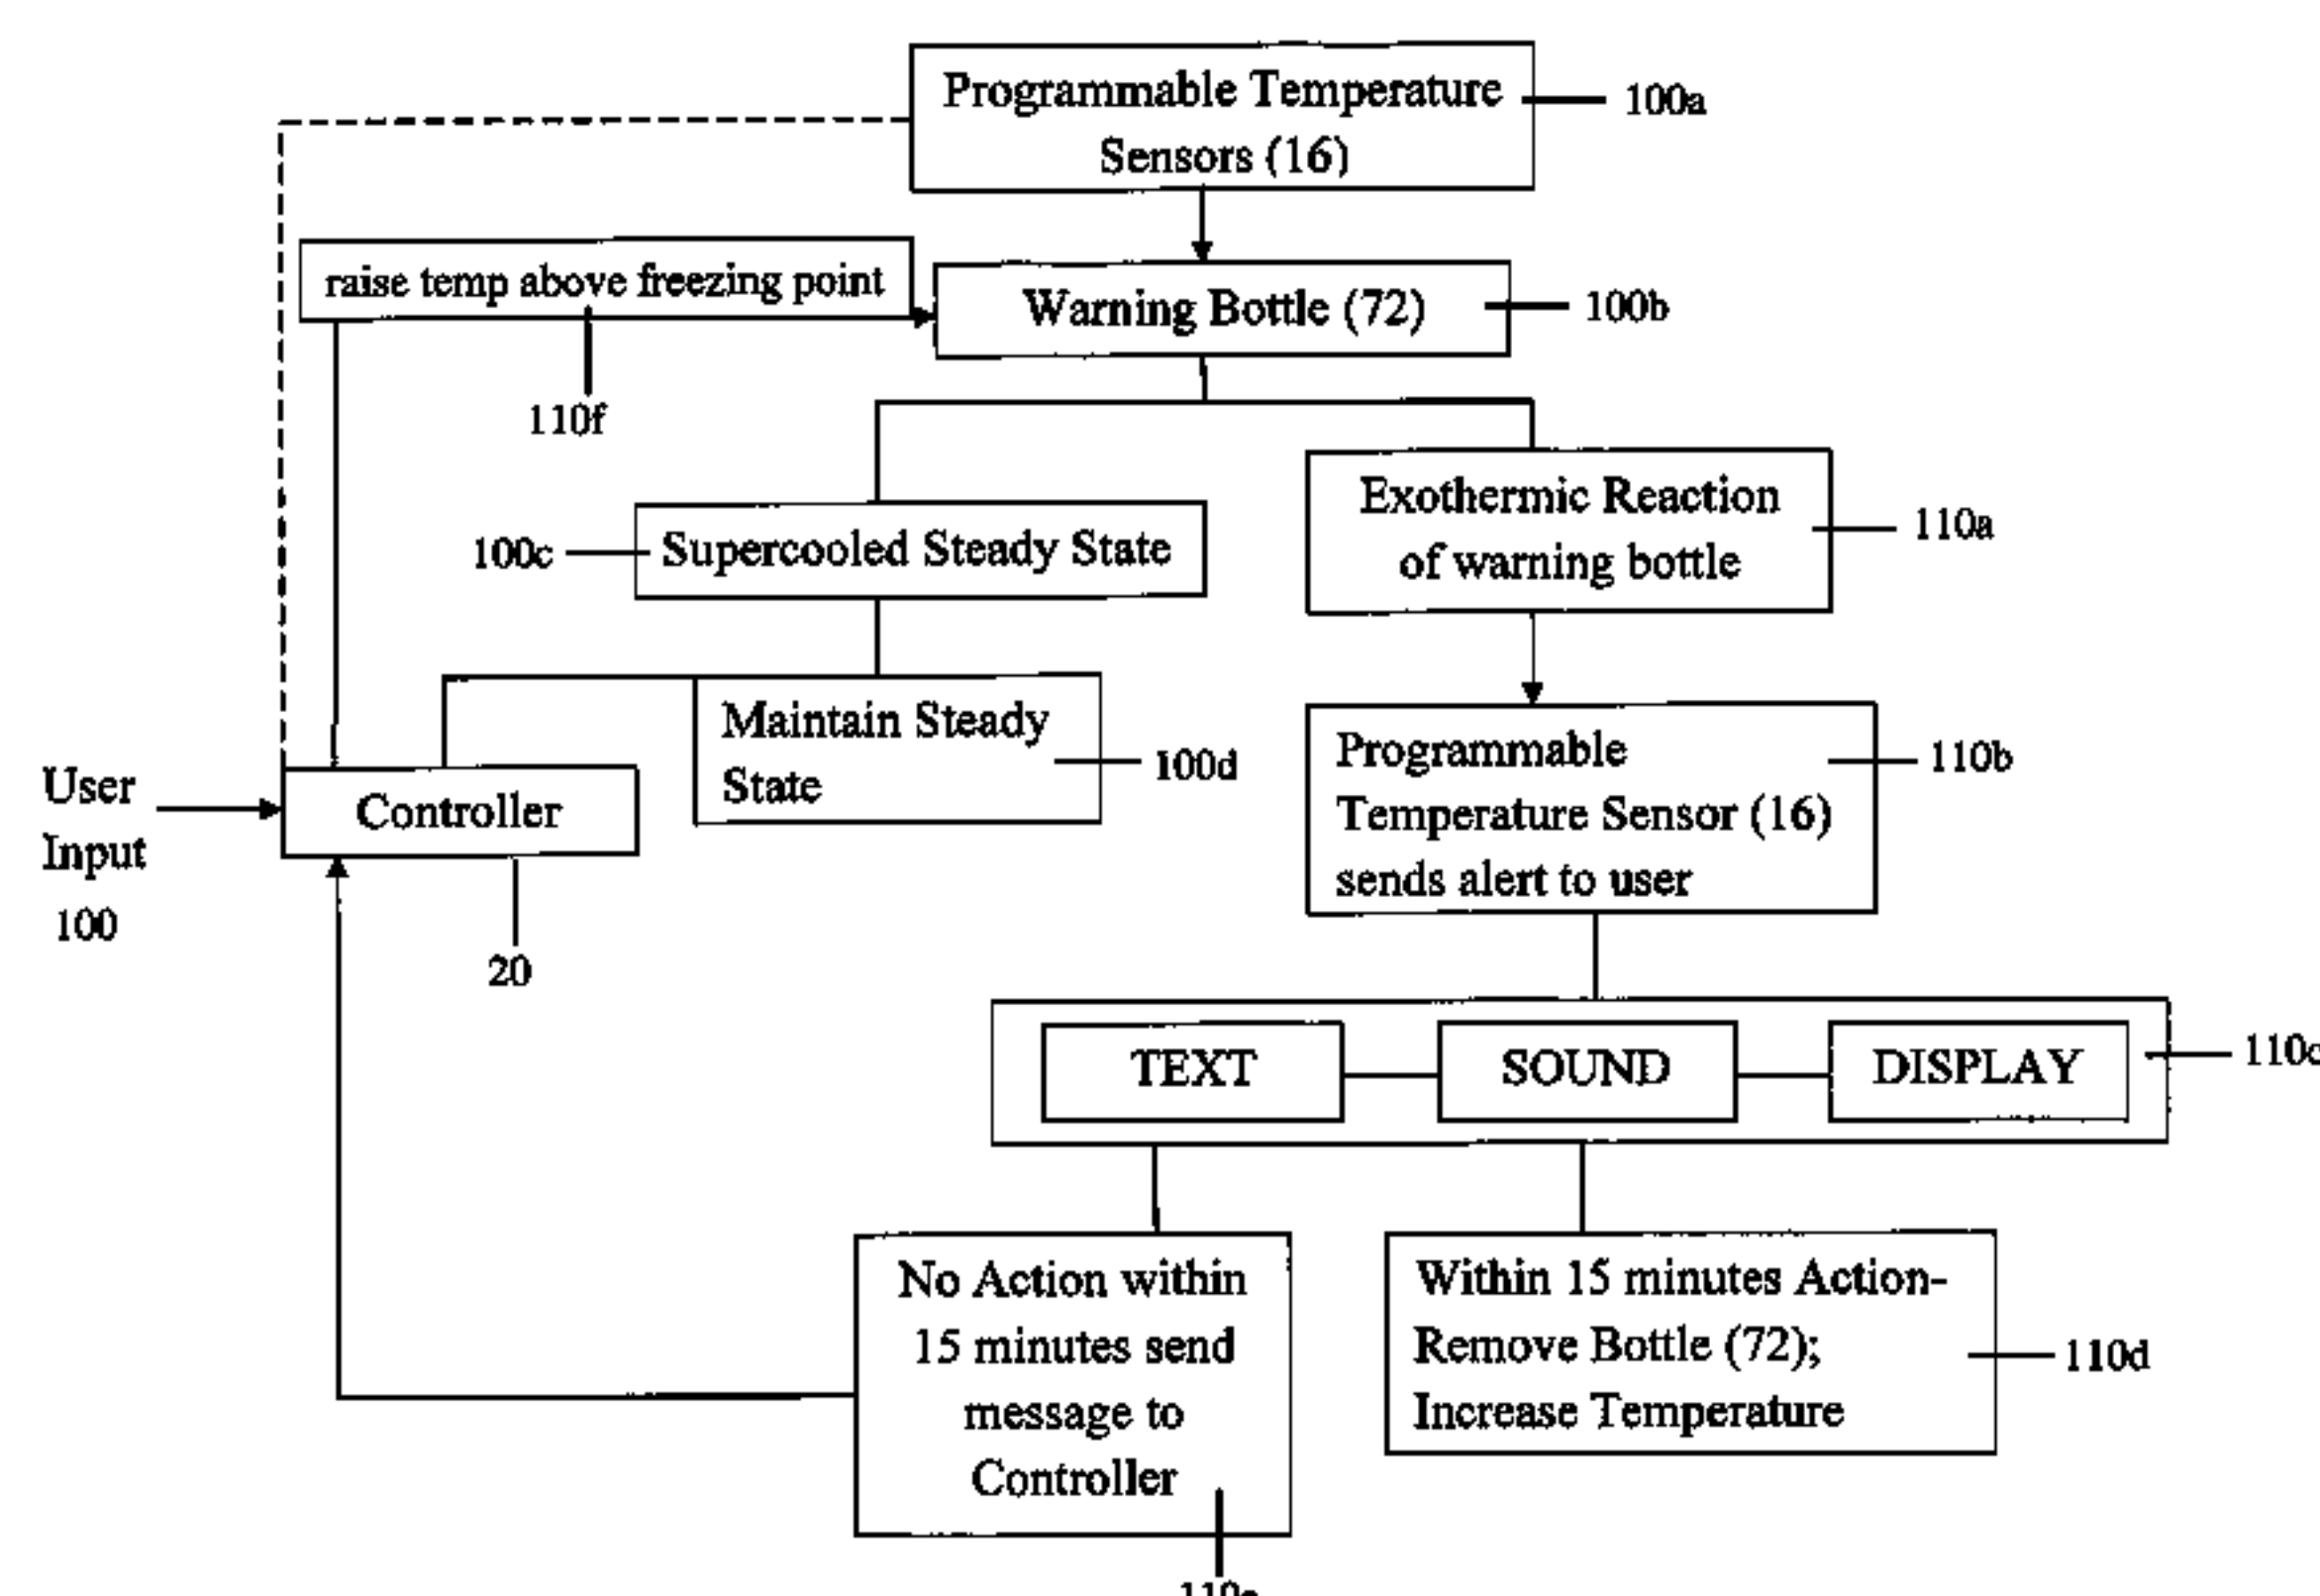 Programmable Temperature
Sensors (16)
100a
raise temp above freezing point
110f
Warning Bottle (72)
100b
100c
Supercooled Steady State
Exothermic Reaction
of warning bottle
110a
Maintain Steady
State
100d
User
Input
100
Controller
20
Programmable
Temperature Sensor (16)
sends alert to user
110b
TEXT
SOUND
DISPLAY
110c
No Action within
15 minutes send
message to
Controller
Within 15 minutes Action-
Remove Bottle (72);
Increase Temperature
110d